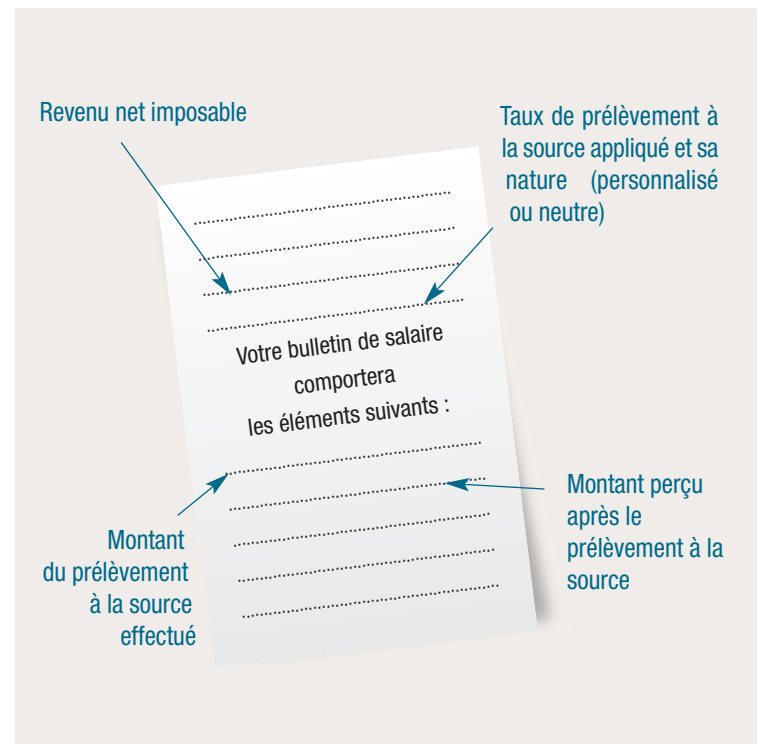 Revenu net imposable
Taux de prélèvement à
la source appliqué et sa
nature (personnalisé
ou neutre)
Votre bulletin de salaire
comportera
les éléments suivants :
Montant
du prélèvement
à la source
effectué
Montant perçu
après le
prélèvement à la
source